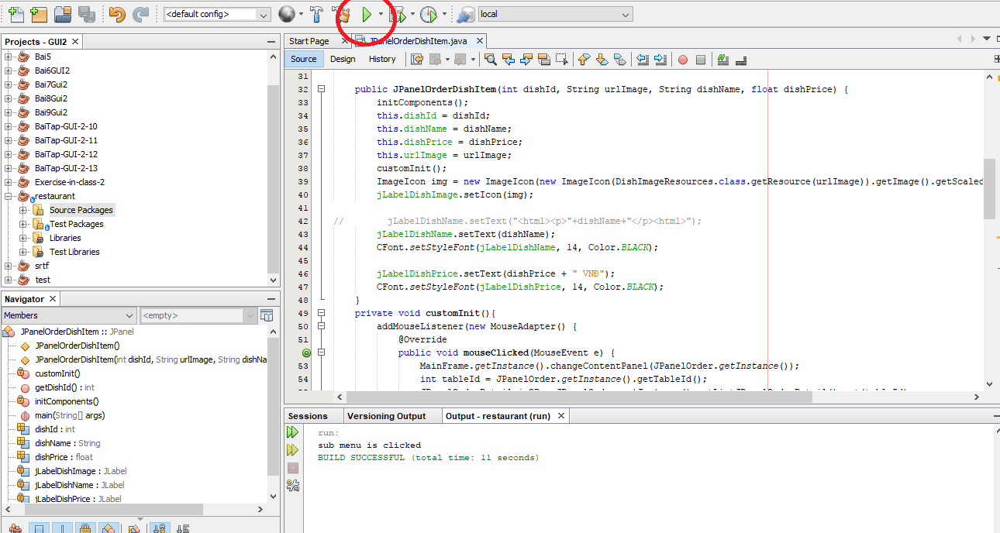 <default config>
local
Projects - GUI2
Bai5
Bai6GUI2
Bai7Gui2
Bai8Gui2
Bai9Gui2
BaiTap-GUI-2-10
BaiTap-GUI-2-11
BaiTap-GUI-2-12
BaiTap-GUI-2-13
Exercise-in-class-2
restaurant
Source Packages
Test Packages
Libraries
Test Libraries
srtf
test
Navigator
Members
<empty>
JPanelOrderDishItem :: JPanel
JPanelOrderDishItem()
JPanelOrderDishItem(int dishId, String urlImage, String dishNa
customInit()
getDishId() : int
initComponents()
main(String[] args)
dishId : int
dishName : String
dishPrice : float
jLabelDishImage : JLabel
jLabelDishName : JLabel
jLabelDishPrice : JLabel
Start Page
JPanelOrderDishItem.java
Source Design History
31
32 public JPanelOrderDishItem(int dishId, String urlImage, String dishName, float dishPrice) {
33 initComponents();
34 this.dishId = dishId;
35 this.dishName = dishName;
36 this.dishPrice = dishPrice;
37 this.urlImage = urlImage;
38 customInit();
39 ImageIcon img = new ImageIcon(new ImageIcon(DishImageResources.class.getResource(urlImage)).getImage().getScaled
40 jLabelDishImage.setIcon(img);
41
42 // jLabelDishName.setText("<html><p>"+dishName+"</p><html>");
43 jLabelDishName.setText(dishName);
44 CFont.setStyleFont(jLabelDishName, 14, Color.BLACK);
45
46 jLabelDishPrice.setText(dishPrice + " VNĐ");
47 CFont.setStyleFont(jLabelDishPrice, 14, Color.BLACK);
48 }
49 private void customInit(){
50 addMouseListener(new MouseAdapter() {
51 @Override
public void mouseClicked(MouseEvent e) {
53 MainFrame.getInstance().changeContentPanel(JPanelOrder.getInstance());
54 int tableId = JPanelOrder.getInstance().getTableId();
Sessions Versioning Output Output - restaurant (run)
run:
sub menu is clicked
BUILD SUCCESSFUL (total time: 11 seconds)